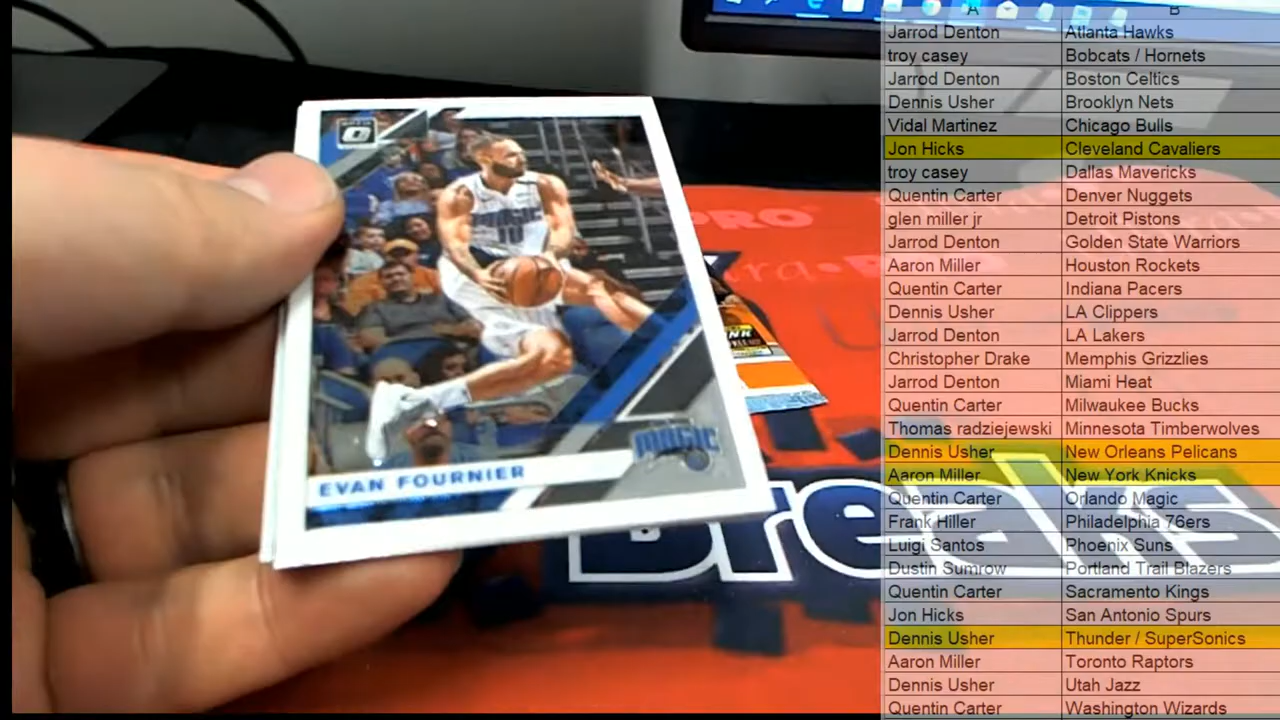 A B
Jarrod Denton Atlanta Hawks
troy casey Bobcats / Hornets
Jarrod Denton Boston Celtics
Dennis Usher Brooklyn Nets
Vidal Martinez Chicago Bulls
Jon Hicks Cleveland Cavaliers
troy casey Dallas Mavericks
Quentin Carter Denver Nuggets
glen miller jr Detroit Pistons
Jarrod Denton Golden State Warriors
Aaron Miller Houston Rockets
Quentin Carter Indiana Pacers
Dennis Usher LA Clippers
Jarrod Denton LA Lakers
Christopher Drake Memphis Grizzlies
Jarrod Denton Miami Heat
Quentin Carter Milwaukee Bucks
Thomas radziejewski Minnesota Timberwolves
Dennis Usher New Orleans Pelicans
Aaron Miller New York Knicks
Quentin Carter Orlando Magic
Frank Hiller Philadelphia 76ers
Luigi Santos Phoenix Suns
Dustin Sumrow Portland Trail Blazers
Quentin Carter Sacramento Kings
Jon Hicks San Antonio Spurs
Dennis Usher Thunder / SuperSonics
Aaron Miller Toronto Raptors
Dennis Usher Utah Jazz
Quentin Carter Washington Wizards
MAGIC
10
MAGIC
EVAN FOURNIER
PRO
Breaks